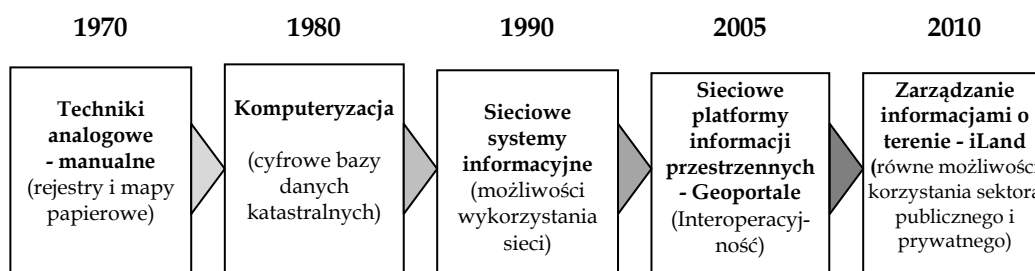 1970
1980
1990
2005
2010
Techniki
analogowe
- manualne
(rejestry i mapy
papierowe)
Komputeryzacja
(cyfrowe bazy
danych
katastralnych)
Sieciowe
systemy
informacyjne
(możliwości
wykorzystania
sieci)
Sieciowe
platformy
informacji
przestrzennych
- Geoportale
(Interoperacyj-
ność)
Zarządzanie
informacjami o
terenie - iLand
(równe możliwości
korzystania sektora
publicznego i
prywatnego)